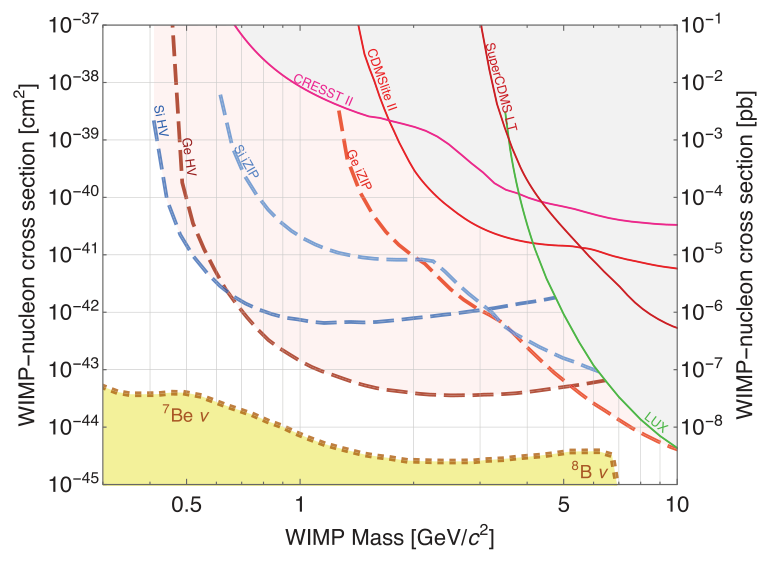 10⁻³⁷
10⁻³⁸
10⁻³⁹
10⁻⁴⁰
10⁻⁴¹
10⁻⁴²
10⁻⁴³
10⁻⁴⁴
10⁻⁴⁵
WIMP−nucleon cross section [cm²]
10⁻¹
10⁻²
10⁻³
10⁻⁴
10⁻⁵
10⁻⁶
10⁻⁷
10⁻⁸
WIMP−nucleon cross section [pb]
CRESST II
CDMSlite II
SuperCDMS LT
Si HV
Ge HV
Si iZIP
Ge iZIP
LUX
⁷Be ν
⁸B ν
0.5
1
5
10
WIMP Mass [GeV/c²]